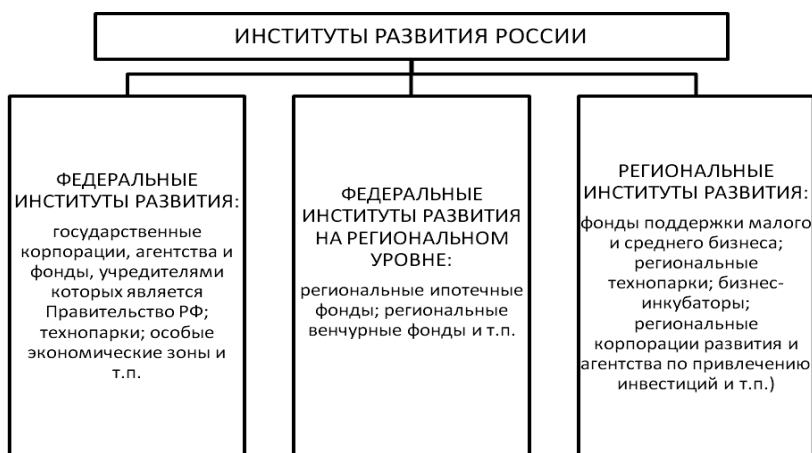 ИНСТИТУТЫ РАЗВИТИЯ РОССИИ
ФЕДЕРАЛЬНЫЕ
ИНСТИТУТЫ РАЗВИТИЯ:
государственные
корпорации, агентства и
фонды, учредителями
которых является
Правительство РФ;
технопарки; особые
экономические зоны и
т.п.
ФЕДЕРАЛЬНЫЕ
ИНСТИТУТЫ РАЗВИТИЯ
НА РЕГИОНАЛЬНОМ
УРОВНЕ:
региональные ипотечные
фонды; региональные
венчурные фонды и т.п.
РЕГИОНАЛЬНЫЕ
ИНСТИТУТЫ РАЗВИТИЯ:
фонды поддержки малого
и среднего бизнеса;
региональные
технопарки; бизнес-
инкубаторы;
региональные
корпорации развития и
агентства по привлечению
инвестиций и т.п.)